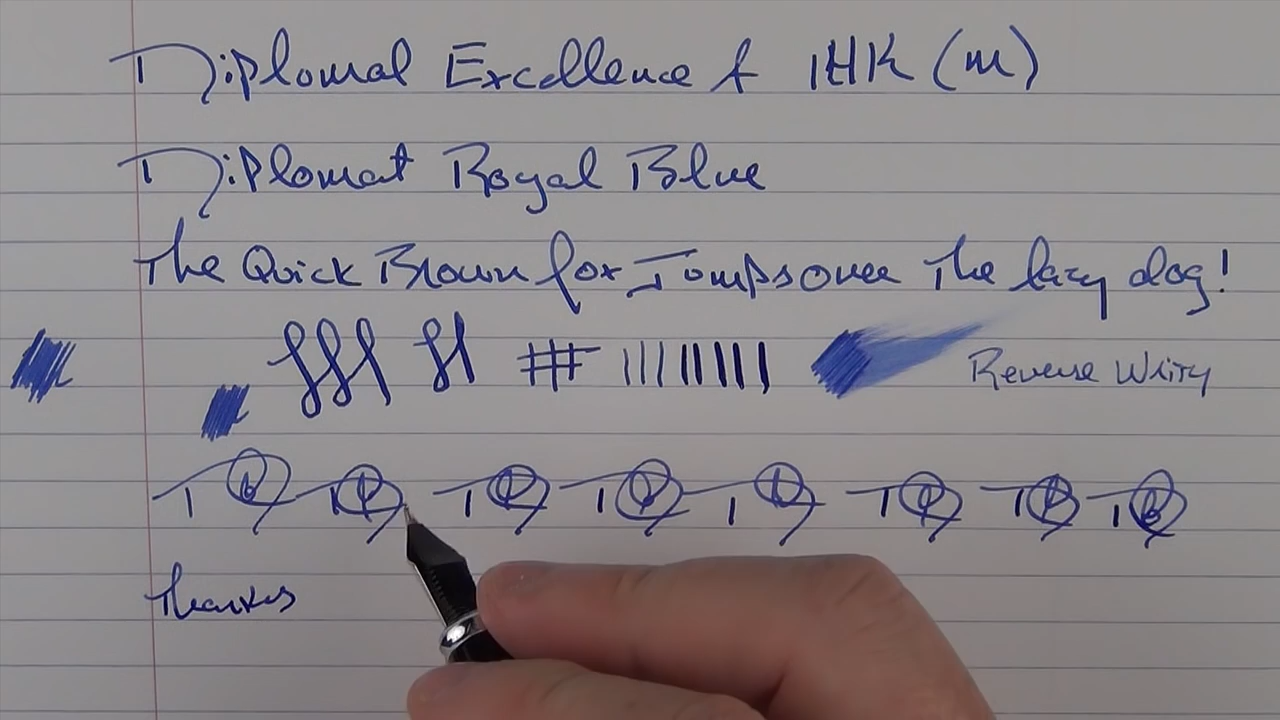 Diplomat Excellence A 14K (M)
Diplomat Royal Blue
The Quick Brown fox Jumps over The lazy dog!
Reverse Writing
Thanks